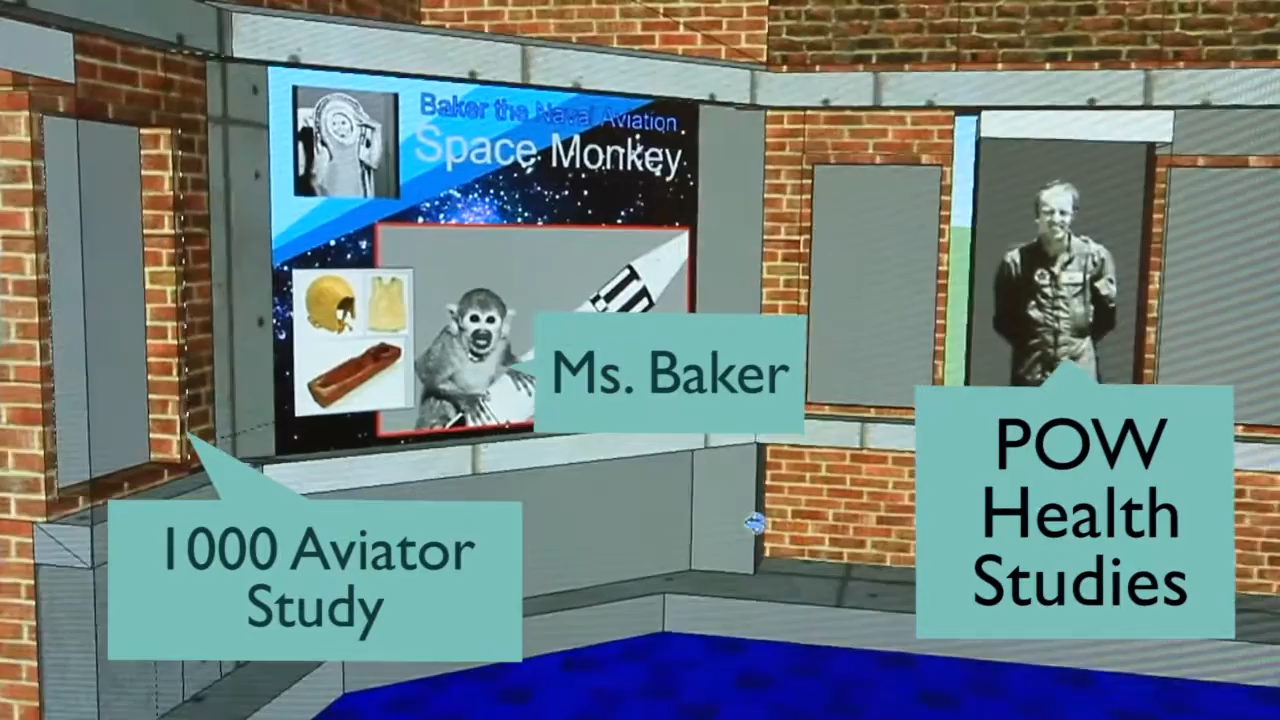 Baker the Naval Aviation
Space Monkey
Ms. Baker
1000 Aviator
Study
POW
Health
Studies